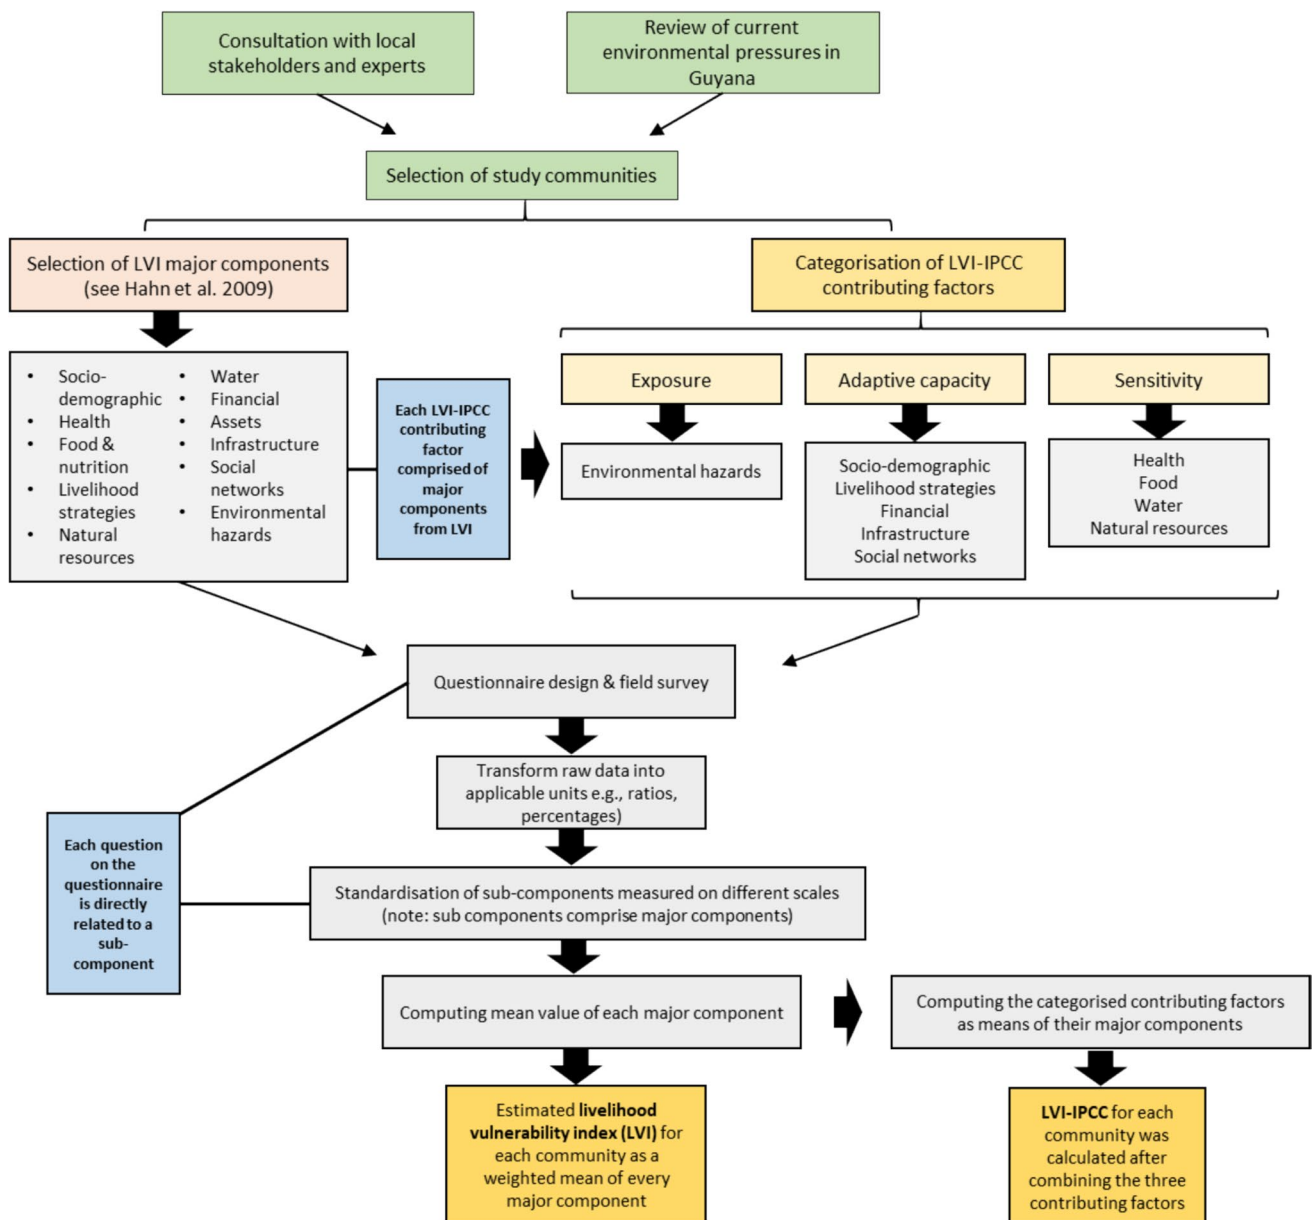 Consultation with local
stakeholders and experts
Review of current
environmental pressures in
Guyana
Selection of study communities
Selection of LVI major components
(see Hahn et al. 2009)
Categorisation of LVI-IPCC
contributing factors
• Socio-
demographic
• Health
• Food &
nutrition
• Livelihood
strategies
• Natural
resources
• Water
• Financial
• Assets
• Infrastructure
• Social
networks
• Environmental
hazards
Each LVI-IPCC
contributing
factor
comprised of
major
components
from LVI
Exposure
Environmental hazards
Adaptive capacity
Socio-demographic
Livelihood strategies
Financial
Infrastructure
Social networks
Sensitivity
Health
Food
Water
Natural resources
Questionnaire design & field survey
Transform raw data into
applicable units e.g., ratios,
percentages)
Each question
on the
questionnaire
is directly
related to a
sub-
component
Standardisation of sub-components measured on different scales
(note: sub components comprise major components)
Computing mean value of each major component
Computing the categorised contributing factors
as means of their major components
Estimated livelihood
vulnerability index (LVI) for
each community as a
weighted mean of every
major component
LVI-IPCC for each
community was
calculated after
combining the three
contributing factors